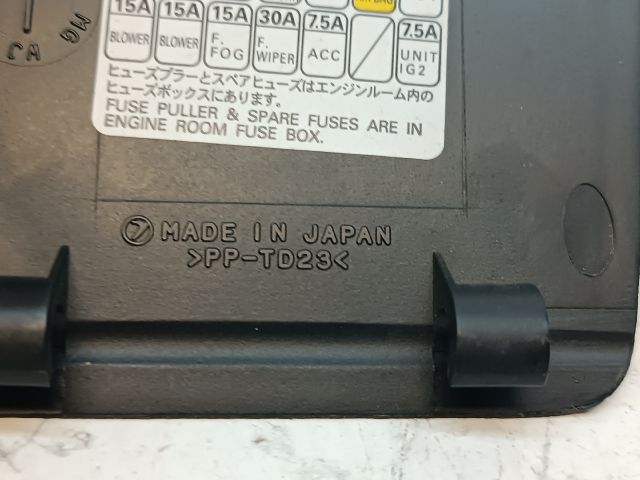 15A 15A 15A 30A 7.5A 7.5A
BLOWER BLOWER F. FOG F. WIPER ACC UNIT IG2
ヒューズプラーとスペアヒューズはエンジンルーム内の
ヒューズボックスにあります。
FUSE PULLER & SPARE FUSES ARE IN
ENGINE ROOM FUSE BOX.
MG
CA
7 MADE IN JAPAN
>PP-TD23<